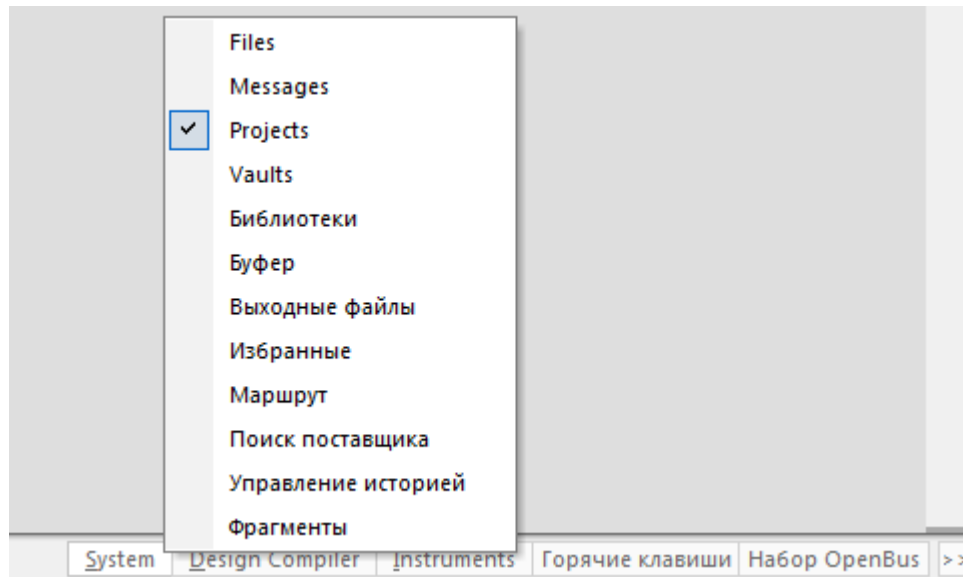 Files
Messages
Projects
Vaults
Библиотеки
Буфер
Выходные файлы
Избранные
Маршрут
Поиск поставщика
Управление историей
Фрагменты
System Design Compiler Instruments Горячие клавиши Набор OpenBus >>